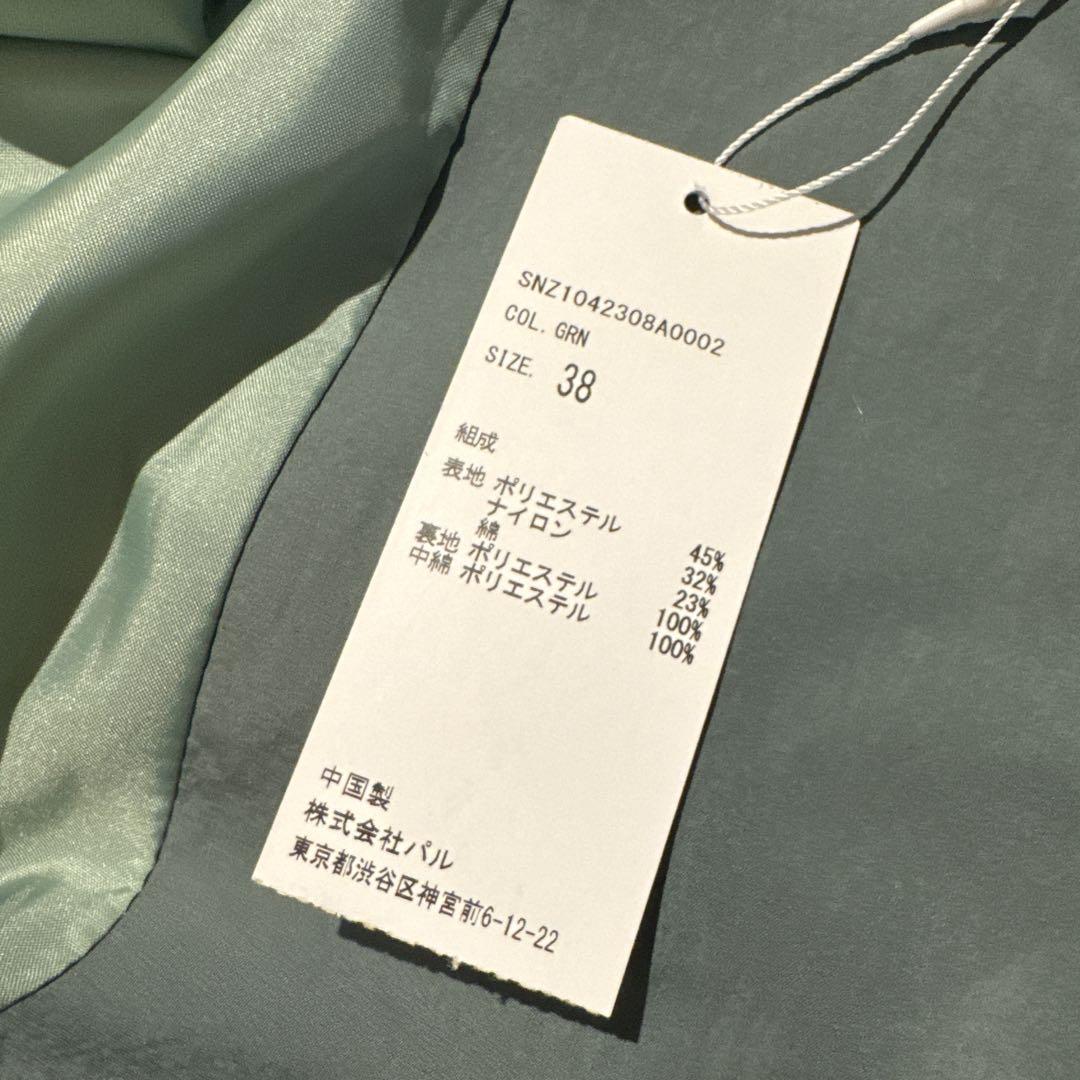 SNZ1042308A0002
COL. GRN
SIZE. 38
組成
表地 ポリエステル 45%
ナイロン 32%
綿 23%
裏地 ポリエステル 100%
中綿 ポリエステル 100%
中国製
株式会社パル
東京都渋谷区神宮前6-12-22